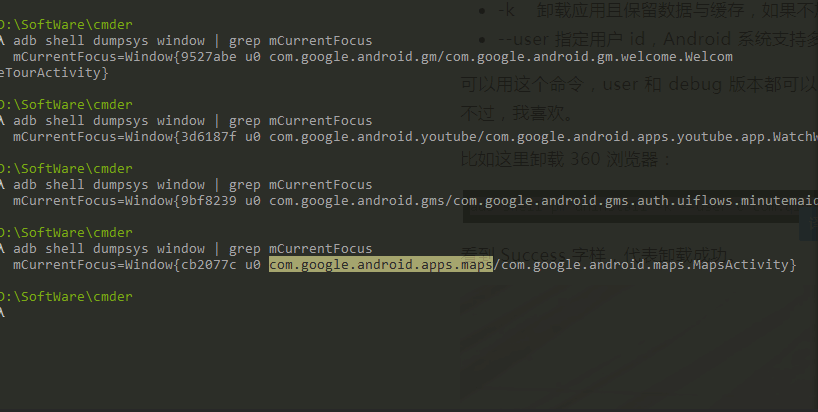 D:\SoftWare\cmder
λ adb shell dumpsys window | grep mCurrentFocus
mCurrentFocus=Window{9527abe u0 com.google.android.gm/com.google.android.gm.welcome.Welcom
eTourActivity}
D:\SoftWare\cmder
λ adb shell dumpsys window | grep mCurrentFocus
mCurrentFocus=Window{3d6187f u0 com.google.android.youtube/com.google.android.apps.youtube.app.WatchW
D:\SoftWare\cmder
λ adb shell dumpsys window | grep mCurrentFocus
mCurrentFocus=Window{9bf8239 u0 com.google.android.gms/com.google.android.gms.auth.uiflows.minutemaid
D:\SoftWare\cmder
λ adb shell dumpsys window | grep mCurrentFocus
mCurrentFocus=Window{cb2077c u0 com.google.android.apps.maps/com.google.android.maps.MapsActivity}
D:\SoftWare\cmder
λ
-k 卸载应用且保留数据与缓存，如果不
--user 指定用户 id，Android 系统支持多
可以用这个命令，user 和 debug 版本都可以
不过，我喜欢。
比如这里卸载 360 浏览器：
看到 Success 字样，代表卸载成功